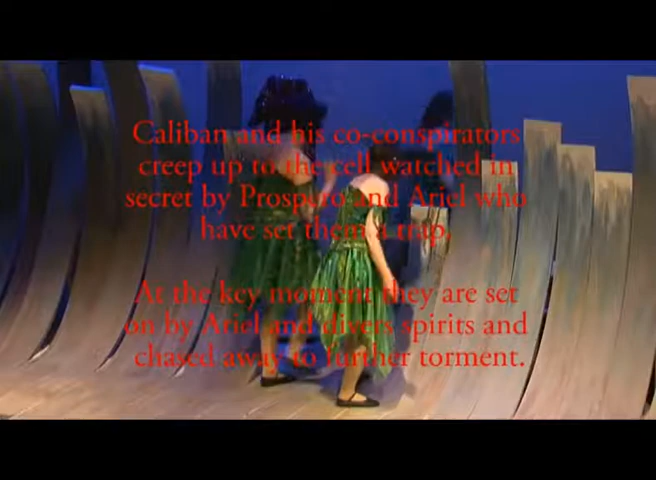 Caliban and his co-conspirators
creep up to the cell watched in
secret by Prospero and Ariel who
have set them a trap.
At the key moment they are set
on by Ariel and divers spirits and
chased away to further torment.